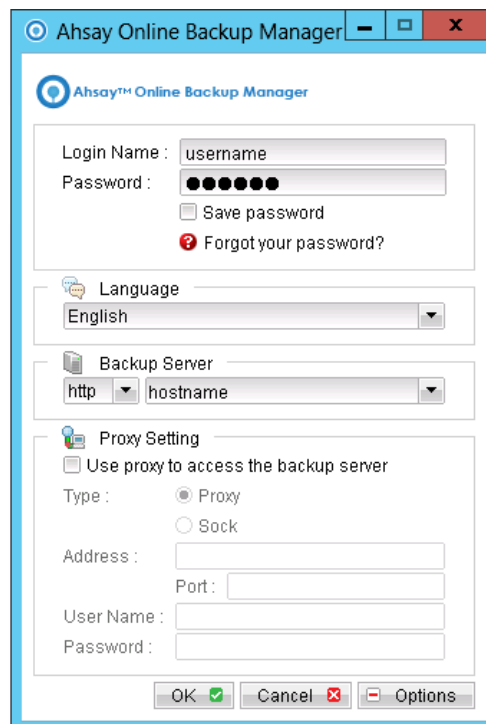 Ahsay Online Backup Manager
Ahsay™ Online Backup Manager
Login Name : username
Password : ●●●●●●
Save password
Forgot your password?
Language
English
Backup Server
http hostname
Proxy Setting
Use proxy to access the backup server
Type : Proxy
Sock
Address :
Port :
User Name :
Password :
OK Cancel Options